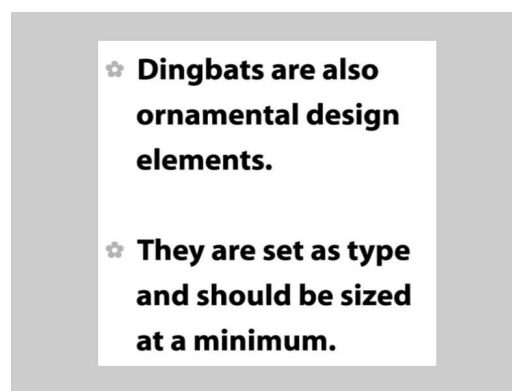 ✿ Dingbats are also
ornamental design
elements.
✿ They are set as type
and should be sized
at a minimum.